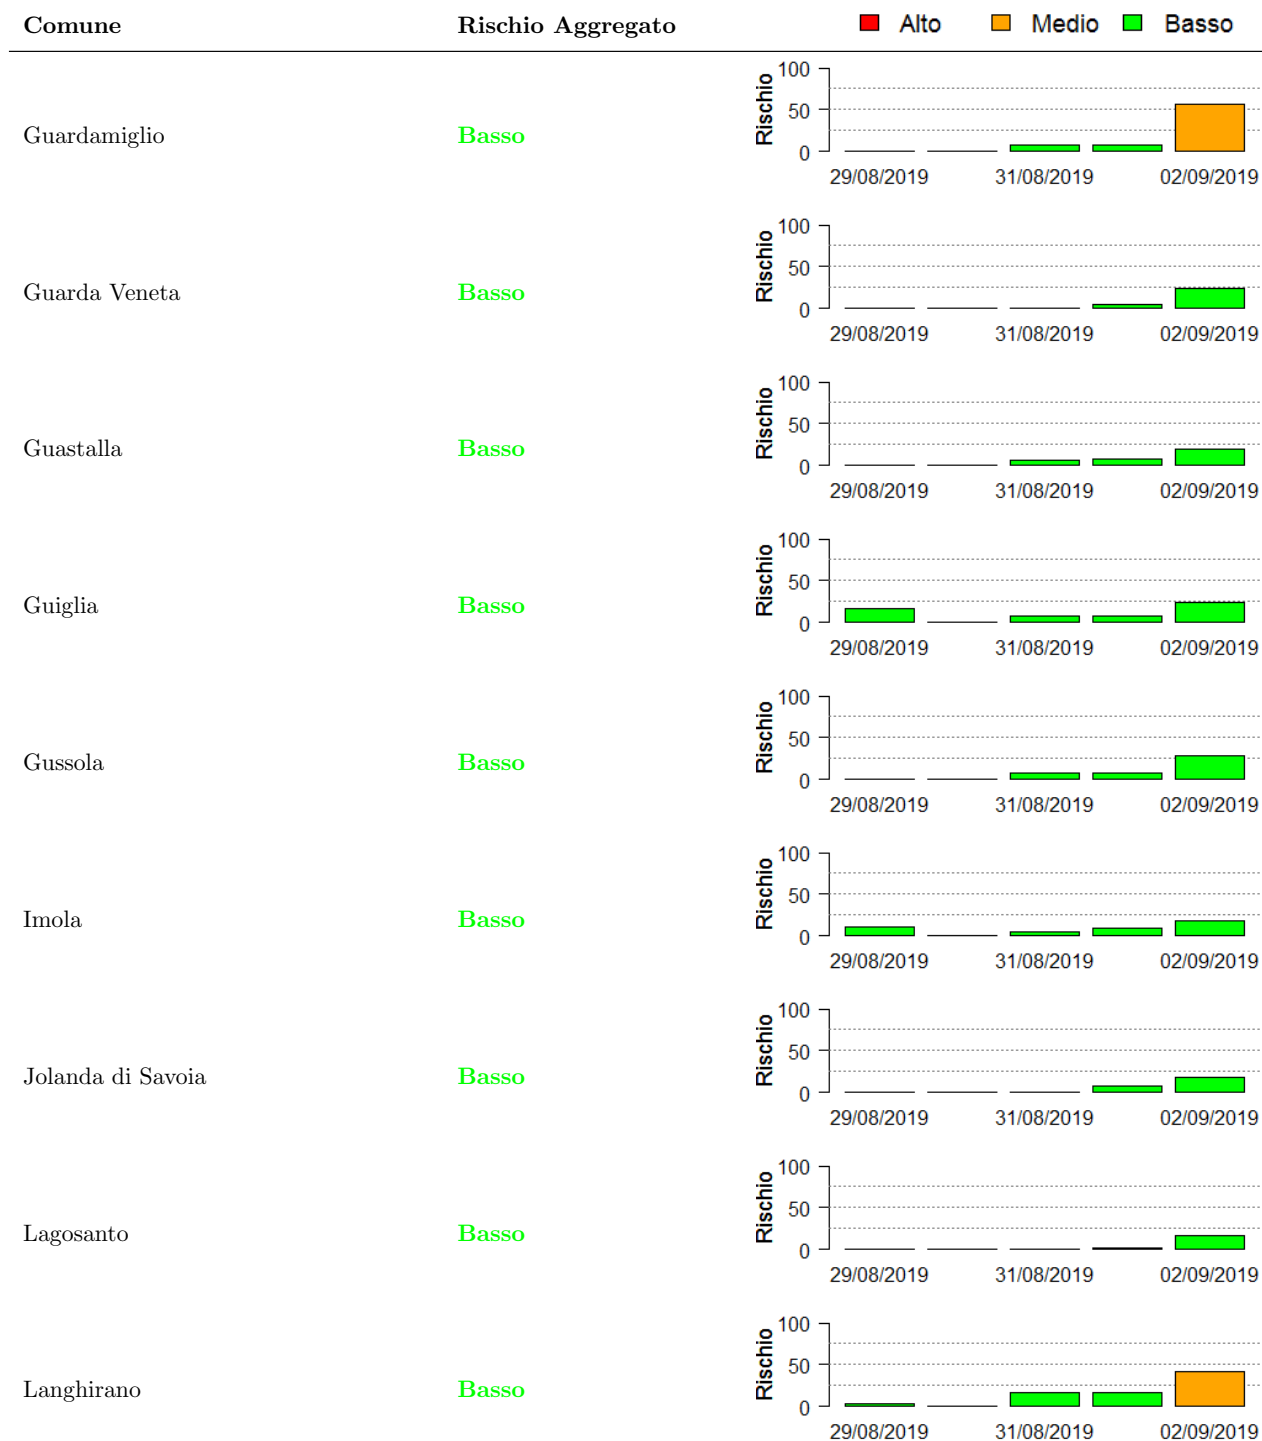 Comune Rischio Aggregato Alto Medio Basso
100
50
0
Rischio
Guardamiglio Basso
29/08/2019 31/08/2019 02/09/2019
100
50
0
Rischio
Guarda Veneta Basso
29/08/2019 31/08/2019 02/09/2019
100
50
0
Rischio
Guastalla Basso
29/08/2019 31/08/2019 02/09/2019
100
50
0
Rischio
Guiglia Basso
29/08/2019 31/08/2019 02/09/2019
100
50
0
Rischio
Gussola Basso
29/08/2019 31/08/2019 02/09/2019
100
50
0
Rischio
Imola Basso
29/08/2019 31/08/2019 02/09/2019
100
50
0
Rischio
Jolanda di Savoia Basso
29/08/2019 31/08/2019 02/09/2019
100
50
0
Rischio
Lagosanto Basso
29/08/2019 31/08/2019 02/09/2019
100
50
0
Rischio
Langhirano Basso
29/08/2019 31/08/2019 02/09/2019